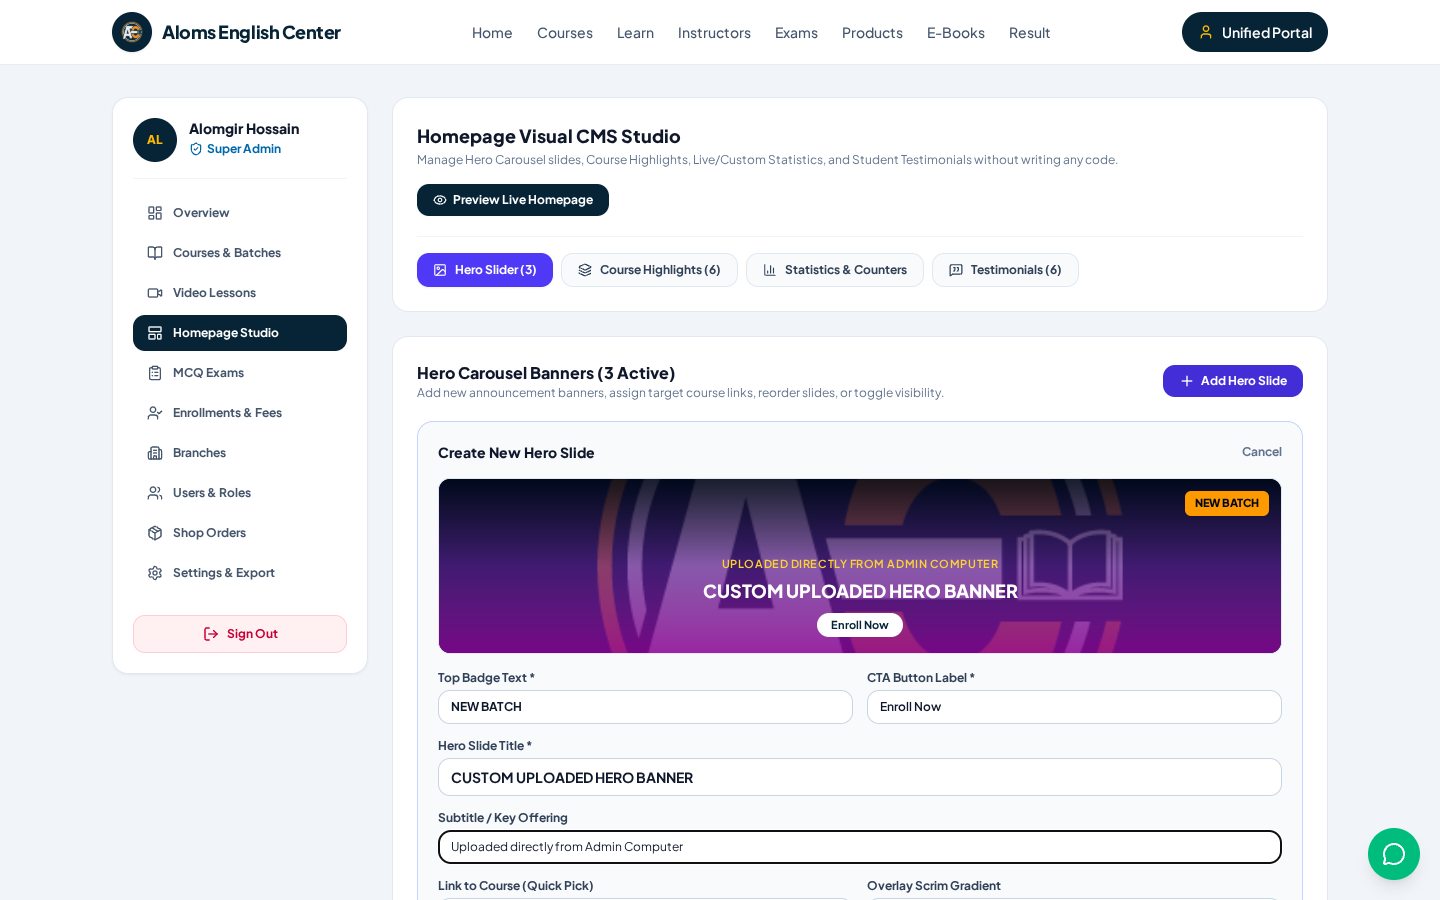 AC Aloms English Center
Home Courses Learn Instructors Exams Products E-Books Result
Unified Portal
AL
Alomgir Hossain
Super Admin
Overview
Courses & Batches
Video Lessons
Homepage Studio
MCQ Exams
Enrollments & Fees
Branches
Users & Roles
Shop Orders
Settings & Export
Sign Out
Homepage Visual CMS Studio
Manage Hero Carousel slides, Course Highlights, Live/Custom Statistics, and Student Testimonials without writing any code.
Preview Live Homepage
Hero Slider (3) Course Highlights (6) Statistics & Counters Testimonials (6)
Hero Carousel Banners (3 Active)
Add new announcement banners, assign target course links, reorder slides, or toggle visibility.
Add Hero Slide
Create New Hero Slide
Cancel
AC
NEW BATCH
UPLOADED DIRECTLY FROM ADMIN COMPUTER
CUSTOM UPLOADED HERO BANNER
Enroll Now
Top Badge Text * CTA Button Label *
NEW BATCH Enroll Now
Hero Slide Title *
CUSTOM UPLOADED HERO BANNER
Subtitle / Key Offering
Uploaded directly from Admin Computer
Link to Course (Quick Pick) Overlay Scrim Gradient